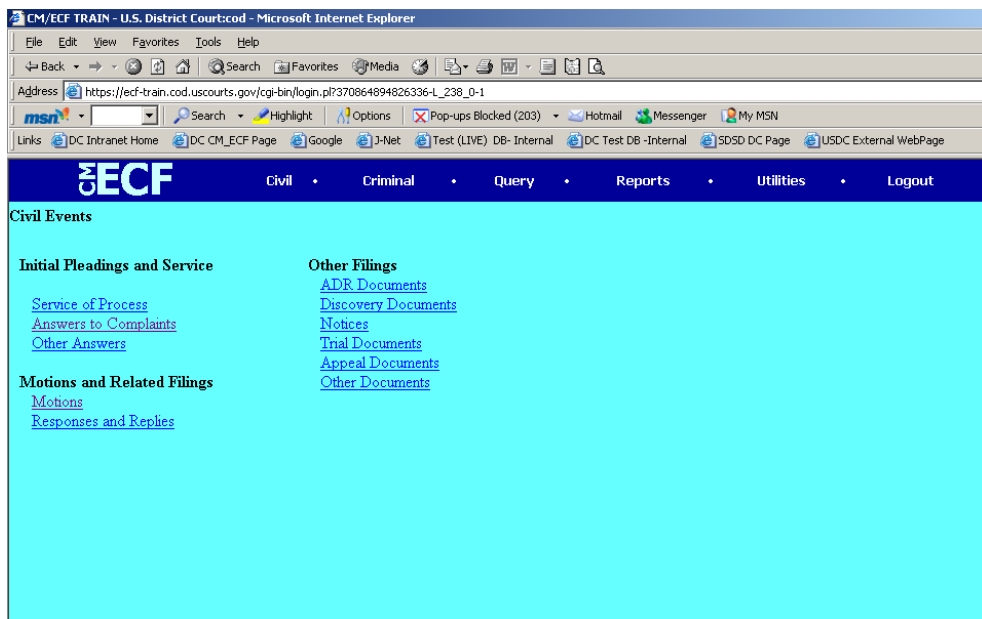 CM/ECF TRAIN - U.S. District Court:cod - Microsoft Internet Explorer
File Edit View Favorites Tools Help
Back Search Favorites Media
Address https://ecf-train.cod.uscourts.gov/cgi-bin/login.pl?370864894826336-L_238_0-1
msn Search Highlight Options Pop-ups Blocked (203) Hotmail Messenger My MSN
Links DC Intranet Home DC CM_ECF Page Google J-Net Test (LIVE) DB- Internal DC Test DB -Internal SDSD DC Page USDC External WebPage
CM ECF Civil • Criminal • Query • Reports • Utilities • Logout
Civil Events
Initial Pleadings and Service
Service of Process
Answers to Complaints
Other Answers
Motions and Related Filings
Motions
Responses and Replies
Other Filings
ADR Documents
Discovery Documents
Notices
Trial Documents
Appeal Documents
Other Documents